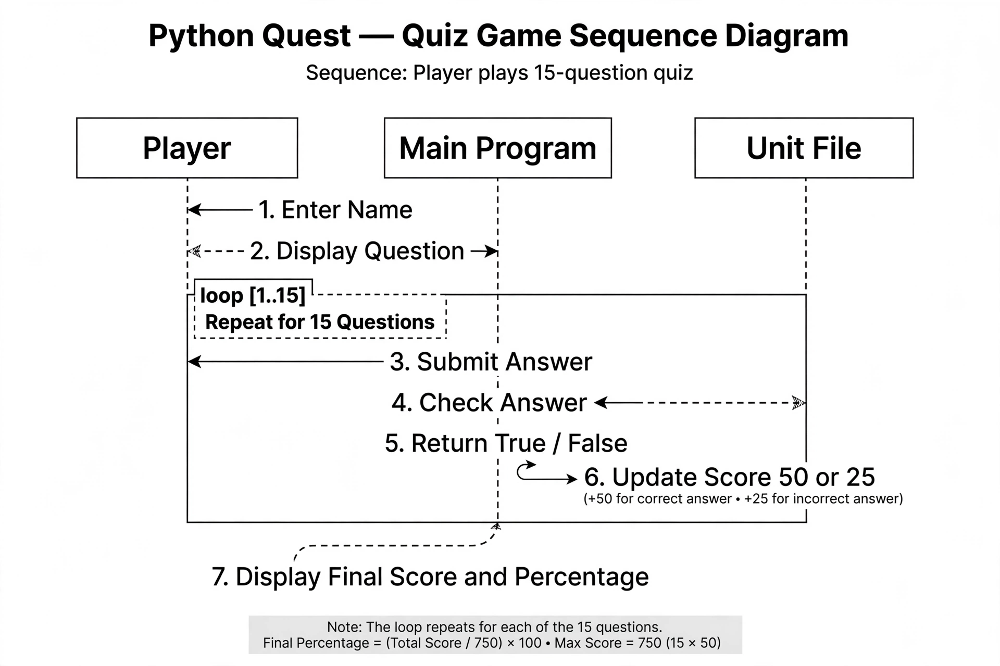 Python Quest — Quiz Game Sequence Diagram
Sequence: Player plays 15-question quiz
Player
Main Program
Unit File
1. Enter Name
2. Display Question
loop [1..15]
Repeat for 15 Questions
3. Submit Answer
4. Check Answer
5. Return True / False
6. Update Score 50 or 25
(+50 for correct answer • +25 for incorrect answer)
7. Display Final Score and Percentage
Note: The loop repeats for each of the 15 questions.
Final Percentage = (Total Score / 750) × 100 • Max Score = 750 (15 × 50)